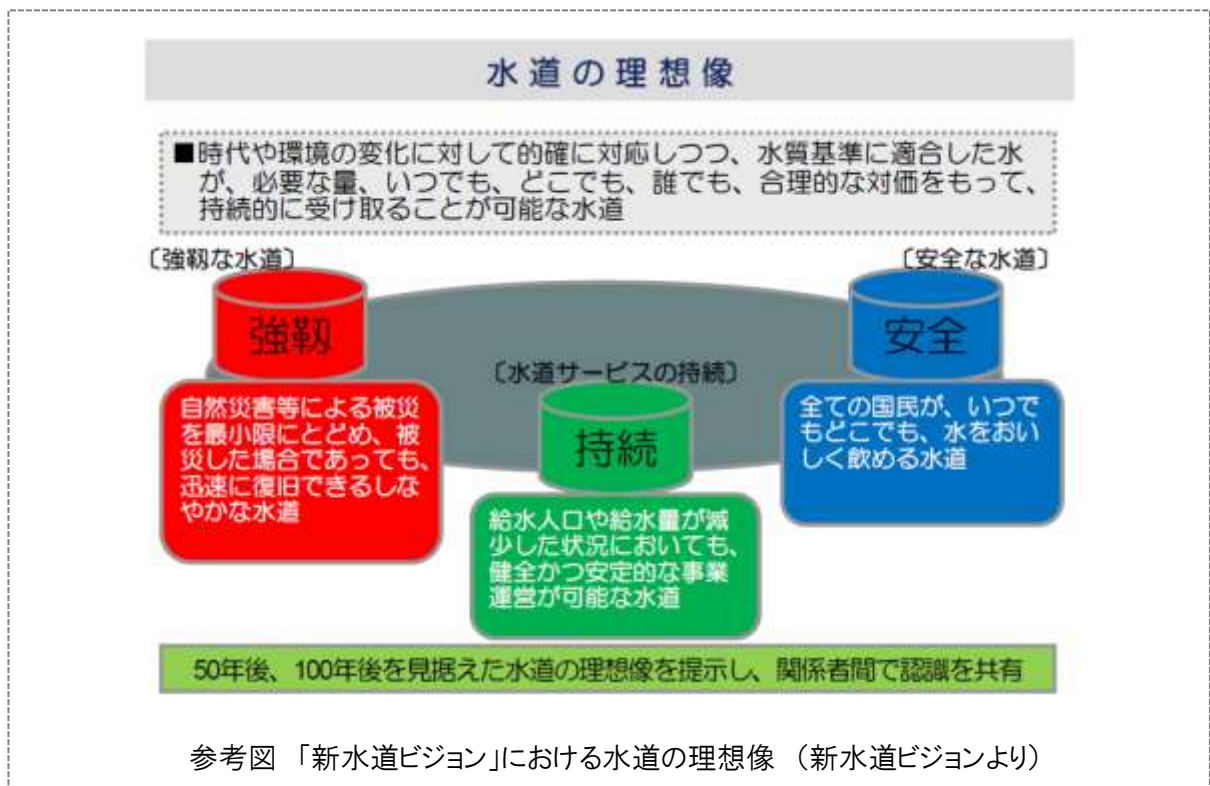 水道の理想像
■時代や環境の変化に対して的確に対応しつつ、水質基準に適合した水
が、必要な量、いつでも、どこでも、誰でも、合理的な対価をもって、
持続的に受け取ることが可能な水道
〔強靱な水道〕
〔安全な水道〕
強靱
安全
〔水道サービスの持続〕
持続
自然災害等による被災
を最小限にとどめ、被
災した場合であっても、
迅速に復旧できるしな
やかな水道
給水人口や給水量が減
少した状況においても、
健全かつ安定的な事業
運営が可能な水道
全ての国民が、いつで
もどこでも、水をおい
しく飲める水道
50年後、100年後を見据えた水道の理想像を提示し、関係者間で認識を共有
参考図 「新水道ビジョン」における水道の理想像 （新水道ビジョンより）